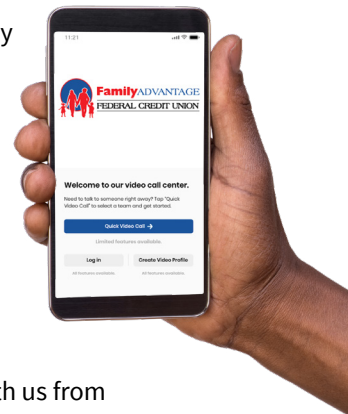 y
11:21
FamilyADVANTAGE
FEDERAL CREDIT UNION
Welcome to our video call center.
Need to talk to someone right away? Tap "Quick
Video Call" to select a team and get started.
Quick Video Call →
Limited features available.
Log in
Create Video Profile
All features available.
All features available.
th us from